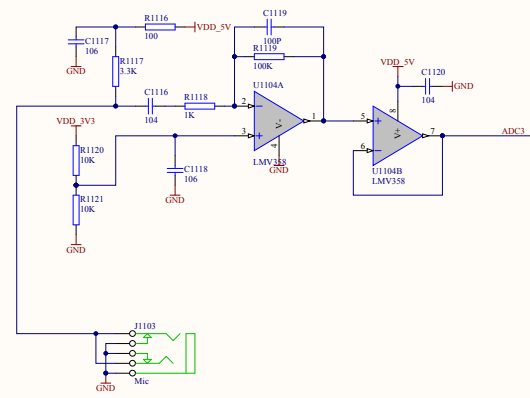 C1119
R1116
VDD_5V
100
100P
C1117
106
R1119
GND
R1117
3.3K
100K
VDD_5V
U1104A
C1120
GND
104
C1116
R1118
2
104
1K
8
VDD_3V3
1
5
V-
V+
ADC3
3
7
R1120
10K
4
6
LMV358
GND
C1118
106
U1104B
LMV358
R1121
10K
GND
GND
J1103
Mic
GND